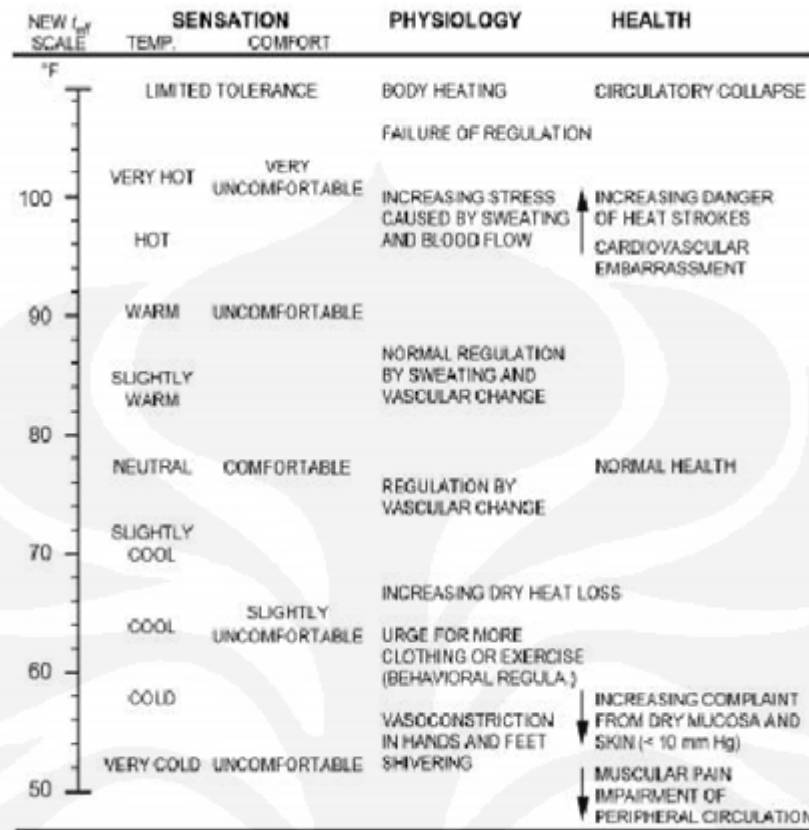 NEW t_eff SENSATION PHYSIOLOGY HEALTH
SCALE TEMP. COMFORT
°F
LIMITED TOLERANCE BODY HEATING CIRCULATORY COLLAPSE
FAILURE OF REGULATION
VERY HOT VERY
UNCOMFORTABLE
100 INCREASING STRESS INCREASING DANGER
CAUSED BY SWEATING OF HEAT STROKES
HOT AND BLOOD FLOW CARDIOVASCULAR
EMBARRASSMENT
90 WARM UNCOMFORTABLE
NORMAL REGULATION
SLIGHTLY BY SWEATING AND
WARM VASCULAR CHANGE
80
NEUTRAL COMFORTABLE NORMAL HEALTH
REGULATION BY
VASCULAR CHANGE
SLIGHTLY
70 COOL
INCREASING DRY HEAT LOSS
SLIGHTLY
COOL UNCOMFORTABLE URGE FOR MORE
CLOTHING OR EXERCISE
60 (BEHAVIORAL REGULA.)
COLD INCREASING COMPLAINT
VASOCONSTRICTION FROM DRY MUCOSA AND
IN HANDS AND FEET SKIN (< 10 mm Hg)
VERY COLD UNCOMFORTABLE SHIVERING
MUSCULAR PAIN
50 IMPAIRMENT OF
PERIPHERAL CIRCULATION